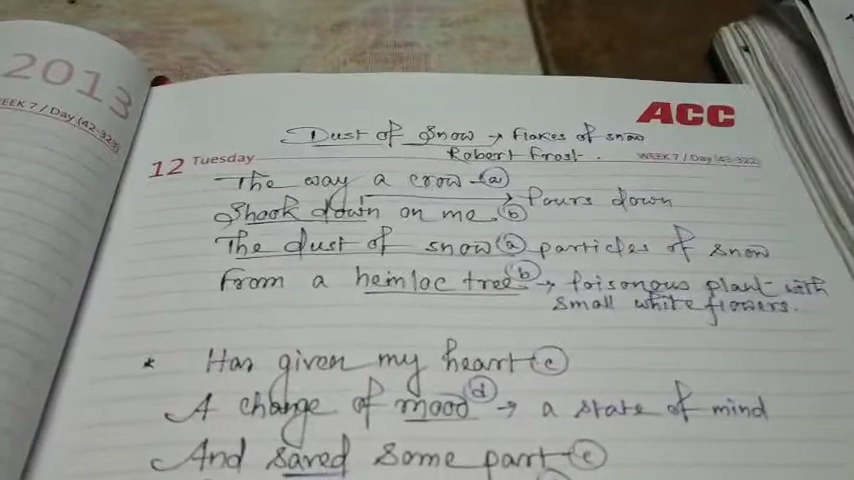 2013
WEEK 7 / Day (42-323)
ACC
Dust of Snow → flakes of snow
12 Tuesday
Robert Frost.
WEEK 7 / Day (43-322)
The way a crow - (a)
Shook down on me. (b) → Pours down
The dust of snow (a) particles of snow
From a hemloc tree (b) → poisonous plant with
small white flowers.
* Has given my heart (c)
A change of mood (d) → a state of mind
And saved some part (c)